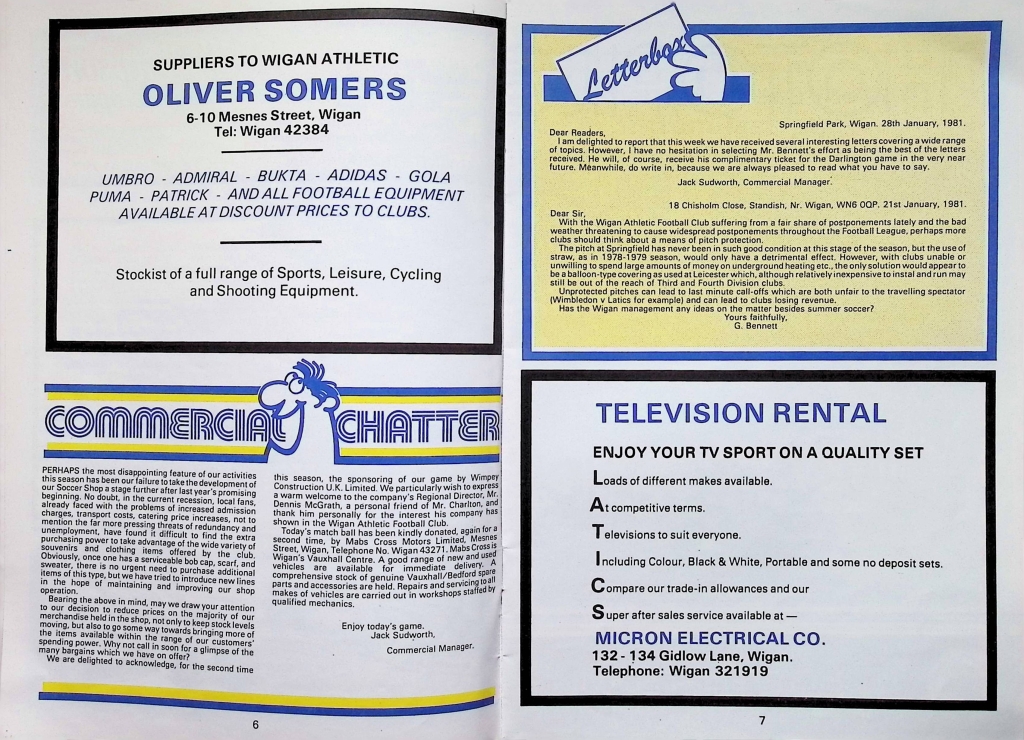 SUPPLIERS TO WIGAN ATHLETIC
OLIVER SOMERS
6-10 Mesnes Street, Wigan
Tel: Wigan 42384
UMBRO - ADMIRAL - BUKTA - ADIDAS - GOLA
PUMA - PATRICK - AND ALL FOOTBALL EQUIPMENT
AVAILABLE AT DISCOUNT PRICES TO CLUBS.
Stockist of a full range of Sports, Leisure, Cycling
and Shooting Equipment.
COMMERCIAL CHATTER
PERHAPS the most disappointing feature of our activities
this season has been our failure to take the development of
our Soccer Shop a stage further after last year's promising
beginning. No doubt, in the current recession, local fans,
already faced with the problems of increased admission
charges, transport costs, catering price increases, not to
mention the far more pressing threats of redundancy and
unemployment, have found it difficult to find the extra
purchasing power to take advantage of the wide variety of
souvenirs and clothing items offered by the club.
Obviously, once one has a serviceable bob cap, scarf, and
sweater, there is no urgent need to purchase additional
items of this type, but we have tried to introduce new lines
in the hope of maintaining and improving our shop
operation.
Bearing the above in mind, may we draw your attention
to our decision to reduce prices on the majority of our
merchandise held in the shop, not only to keep stock levels
moving, but also to go some way towards bringing more of
the items available within the range of our customers'
spending power. Why not call in soon for a glimpse of the
many bargains which we have on offer?
We are delighted to acknowledge, for the second time
this season, the sponsoring of our game by Wimpey
Construction U.K. Limited. We particularly wish to express
a warm welcome to the company's Regional Director, Mr.
Dennis McGrath, a personal friend of Mr. Charlton, and
thank him personally for the interest his company has
shown in the Wigan Athletic Football Club.
Today's match ball has been kindly donated, again for a
second time, by Mabs Cross Motors Limited, Mesnes
Street, Wigan, Telephone No. Wigan 43271. Mabs Cross is
Wigan's Vauxhall Centre. A good range of new and used
vehicles are available for immediate delivery. A
comprehensive stock of genuine Vauxhall/Bedford spare
parts and accessories are held. Repairs and servicing to all
makes of vehicles are carried out in workshops staffed by
qualified mechanics.
Enjoy today's game.
Jack Sudworth,
Commercial Manager.
6
Letterbox
Springfield Park, Wigan. 28th January, 1981.
Dear Readers,
I am delighted to report that this week we have received several interesting letters covering a wide range
of topics. However, I have no hesitation in selecting Mr. Bennett's effort as being the best of the letters
received. He will, of course, receive his complimentary ticket for the Darlington game in the very near
future. Meanwhile, do write in, because we are always pleased to read what you have to say.
Jack Sudworth, Commercial Manager.
18 Chisholm Close, Standish, Nr. Wigan, WN6 0QP. 21st January, 1981.
Dear Sir,
With the Wigan Athletic Football Club suffering from a fair share of postponements lately and the bad
weather threatening to cause widespread postponements throughout the Football League, perhaps more
clubs should think about a means of pitch protection.
The pitch at Springfield has never been in such good condition at this stage of the season, but the use of
straw, as in 1978-1979 season, would only have a detrimental effect. However, with clubs unable or
unwilling to spend large amounts of money on underground heating etc., the only solution would appear to
be a balloon-type covering as used at Leicester which, although relatively inexpensive to instal and run may
still be out of the reach of Third and Fourth Division clubs.
Unprotected pitches can lead to last minute call-offs which are both unfair to the travelling spectator
(Wimbledon v Latics for example) and can lead to clubs losing revenue.
Has the Wigan management any ideas on the matter besides summer soccer?
Yours faithfully,
G. Bennett
TELEVISION RENTAL
ENJOY YOUR TV SPORT ON A QUALITY SET
Loads of different makes available.
At competitive terms.
Televisions to suit everyone.
Including Colour, Black & White, Portable and some no deposit sets.
Compare our trade-in allowances and our
Super after sales service available at —
MICRON ELECTRICAL CO.
132 - 134 Gidlow Lane, Wigan.
Telephone: Wigan 321919
7